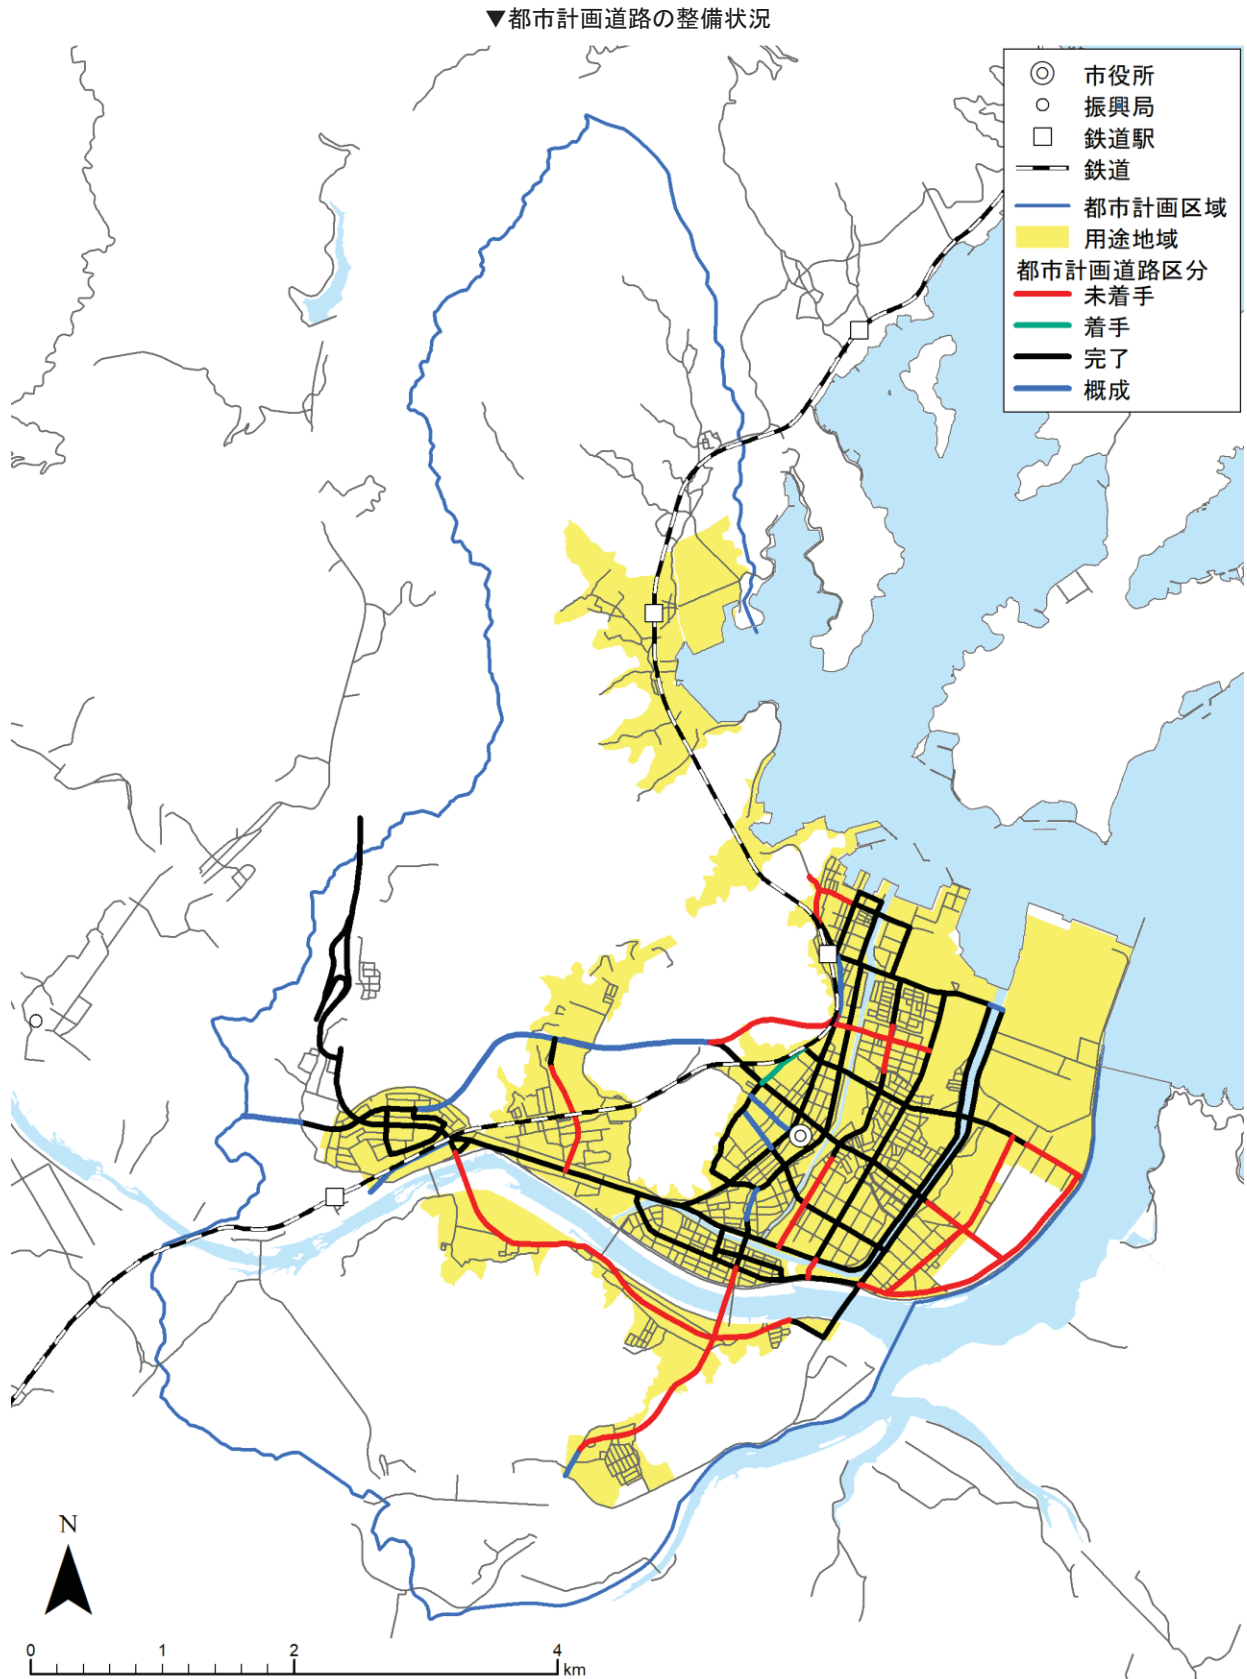 ▼都市計画道路の整備状況
市役所
振興局
鉄道駅
鉄道
都市計画区域
用途地域
都市計画道路区分
未着手
着手
完了
概成
N
0 1 2 4
km